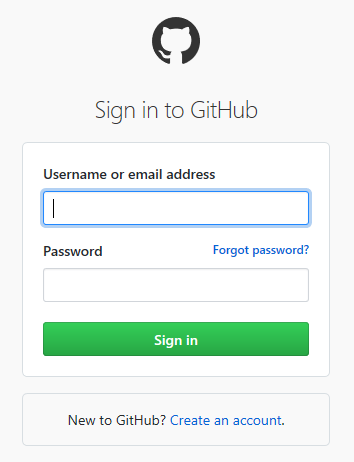 Sign in to GitHub
Username or email address
Password Forgot password?
Sign in
New to GitHub? Create an account.